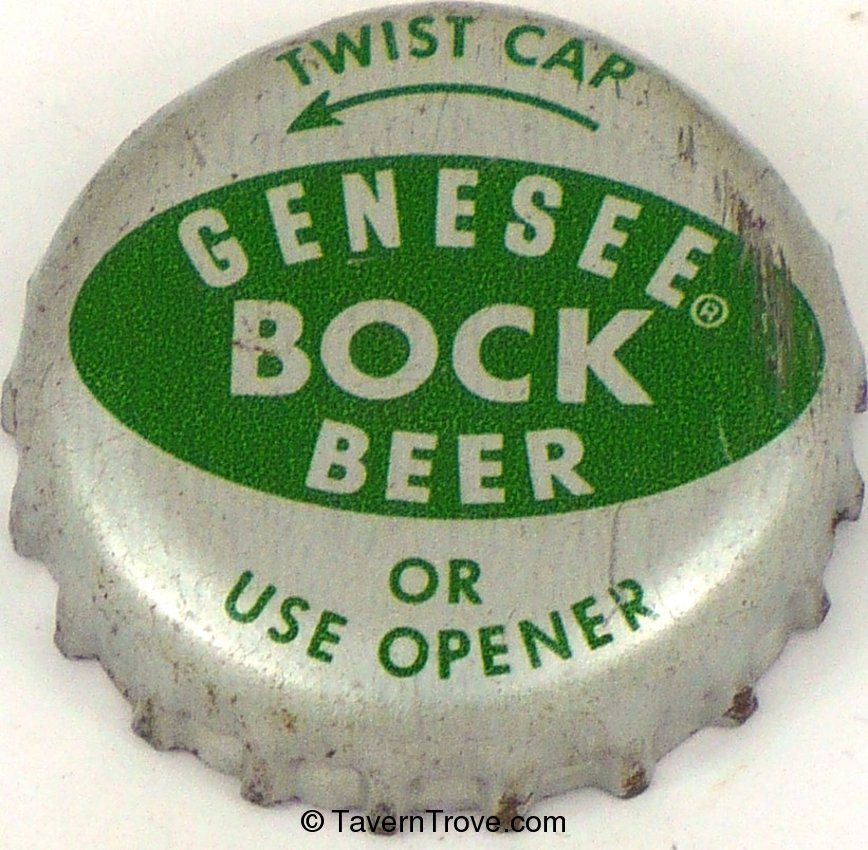 TWIST CAP
GENESEE®
BOCK
BEER
OR
USE OPENER
© TavernTrove.com